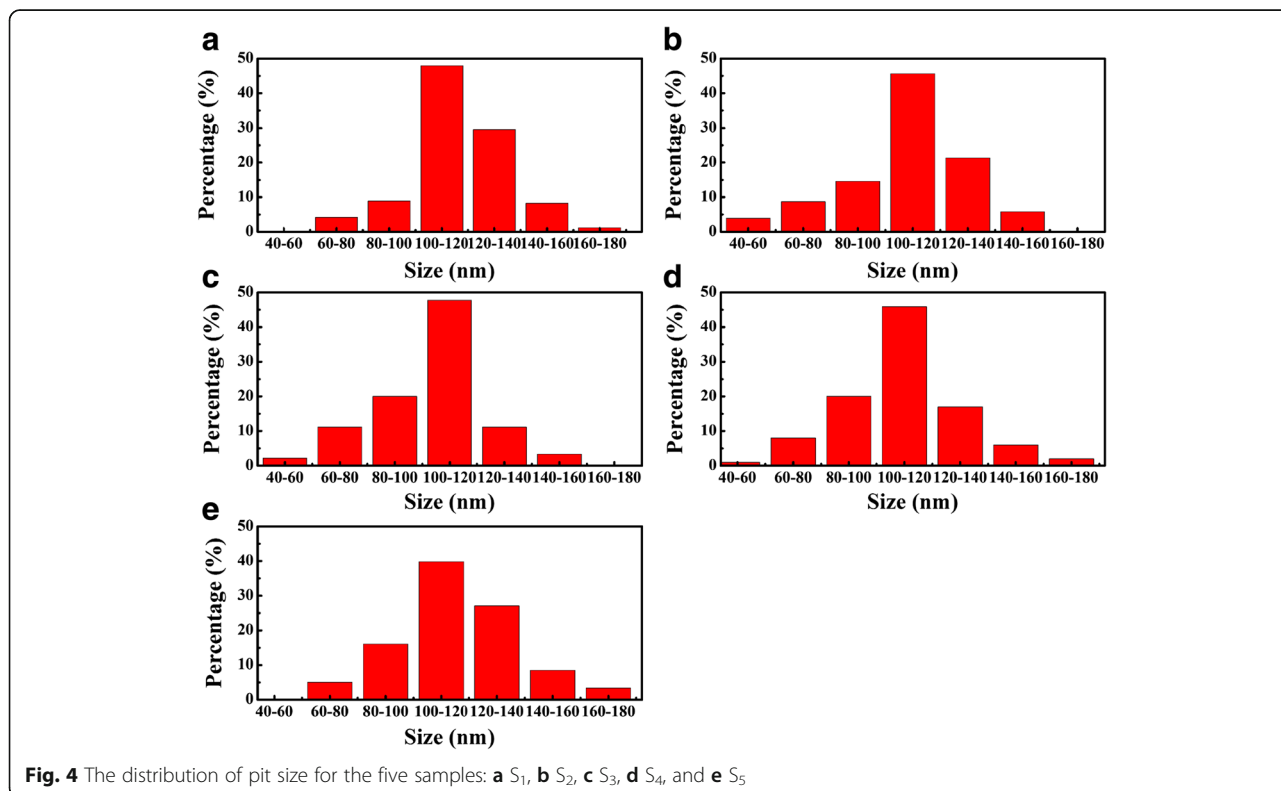 a
50
40
30
20
10
0
Percentage (%)
40-60 60-80 80-100 100-120 120-140 140-160 160-180
Size (nm)
b
50
40
30
20
10
0
Percentage (%)
40-60 60-80 80-100 100-120 120-140 140-160 160-180
Size (nm)
c
50
40
30
20
10
0
Percentage (%)
40-60 60-80 80-100 100-120 120-140 140-160 160-180
Size (nm)
d
50
40
30
20
10
0
Percentage (%)
40-60 60-80 80-100 100-120 120-140 140-160 160-180
Size (nm)
e
50
40
30
20
10
0
Percentage (%)
40-60 60-80 80-100 100-120 120-140 140-160 160-180
Size (nm)
Fig. 4 The distribution of pit size for the five samples: a S₁, b S₂, c S₃, d S₄, and e S₅